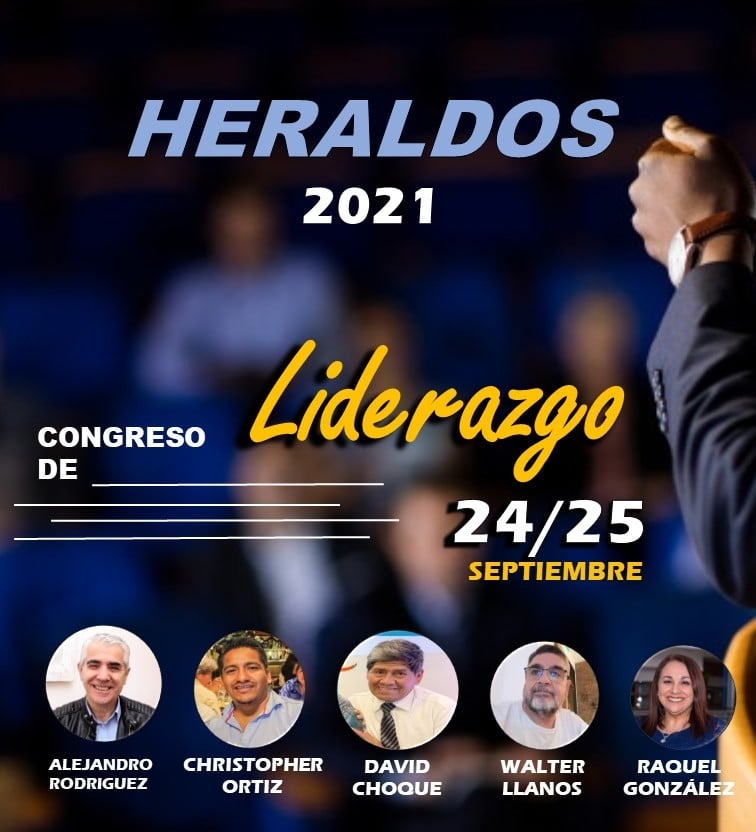 HERALDOS
2021
CONGRESO
DE
Liderazgo
24/25
SEPTIEMBRE
ALEJANDRO
RODRIGUEZ
CHRISTOPHER
ORTIZ
DAVID
CHOQUE
WALTER
LLANOS
RAQUEL
GONZÁLEZ